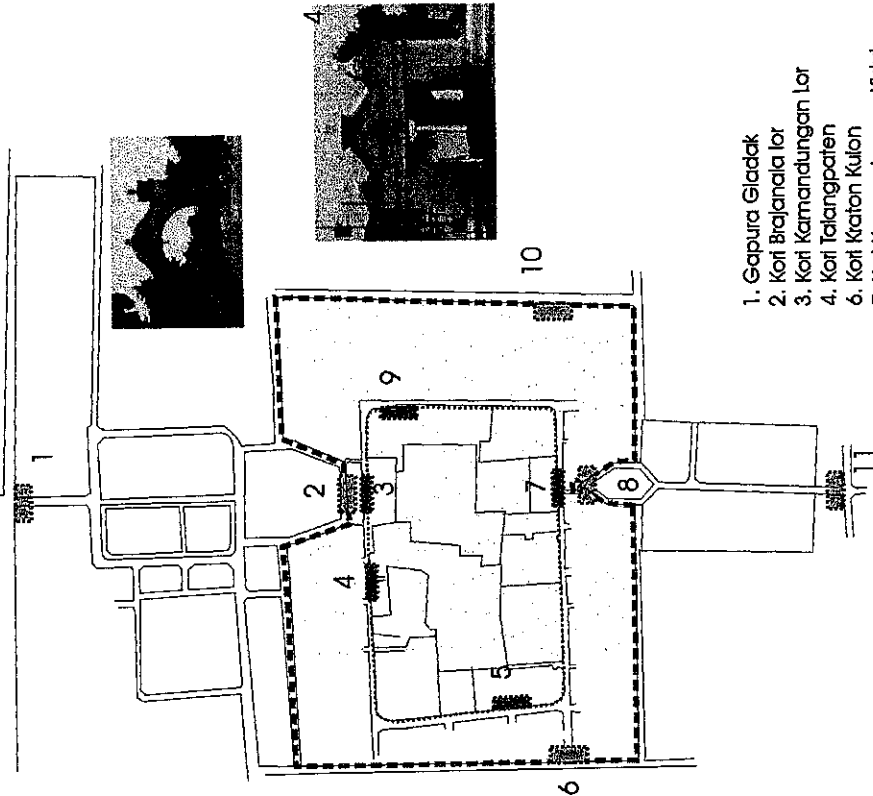 1
4
2
3
9
10
4
5
7
8
6
11
1. Gapura Gladak
2. Kori Brajanala lor
3. Kori Kamandungan Lor
4. Kori Talangpaten
6. Kori Kraton Kulon